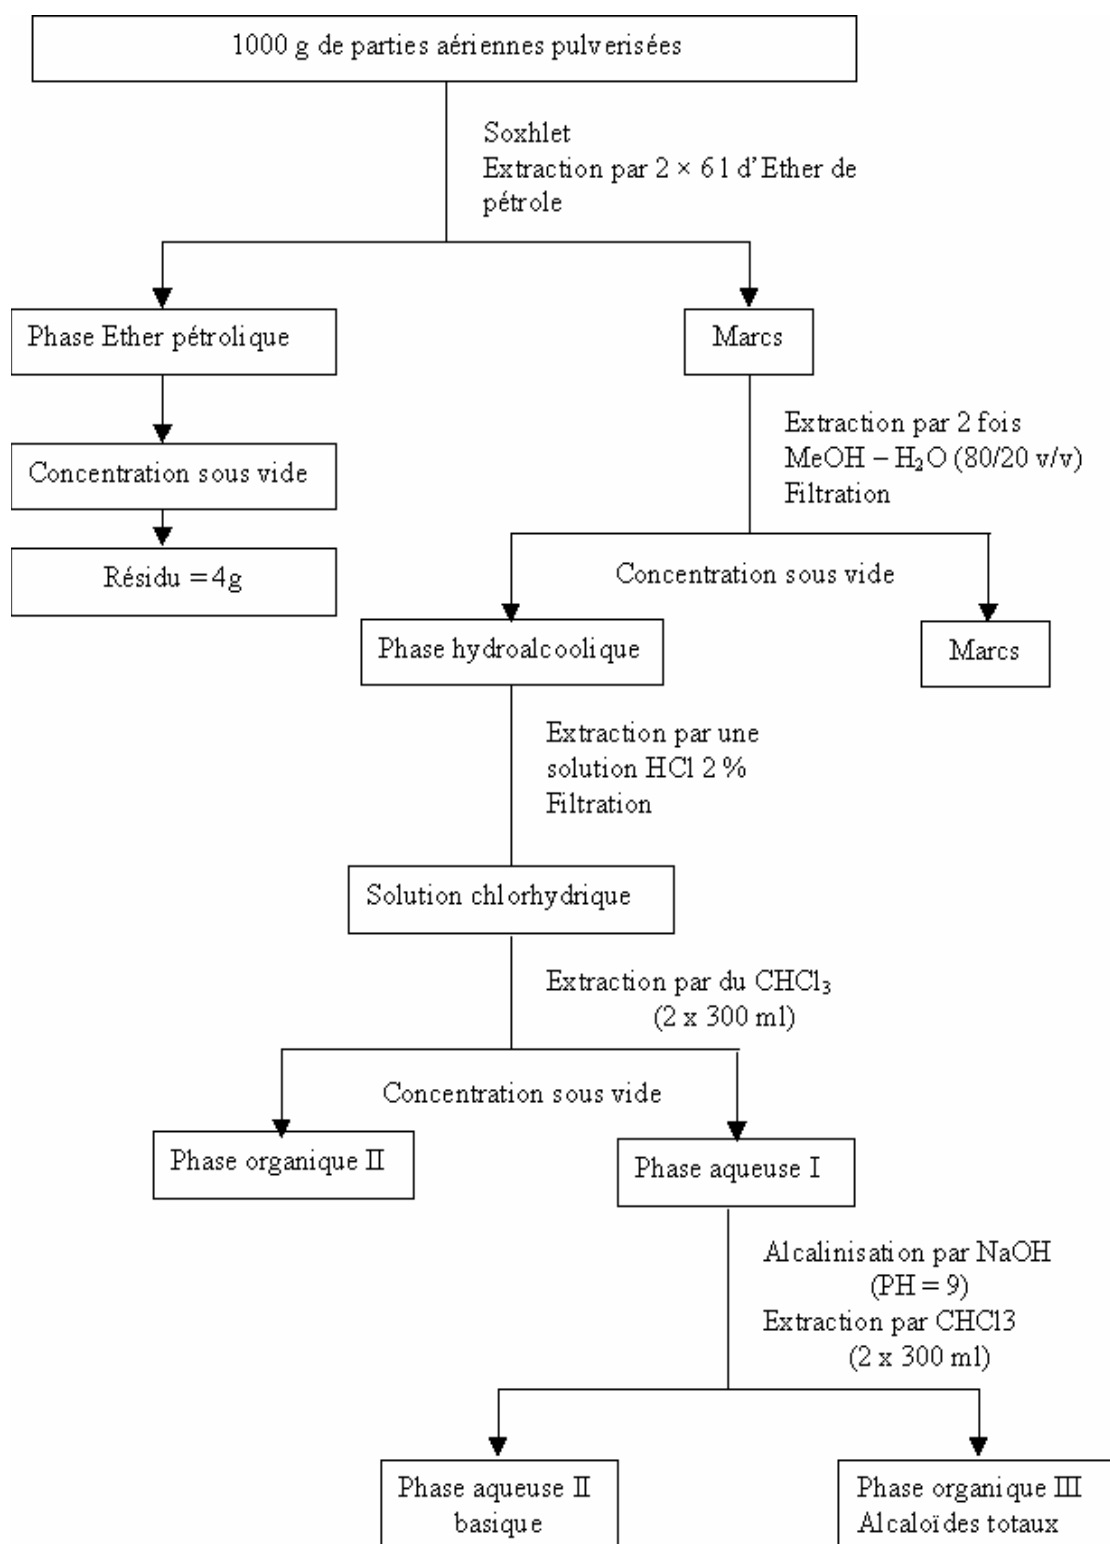 1000 g de parties aériennes pulverisées
Soxhlet
Extraction par 2 × 6 l d'Ether de
pétrole
Phase Ether pétrolique
Marcs
Extraction par 2 fois
MeOH – H₂O (80/20 v/v)
Filtration
Concentration sous vide
Résidu = 4g
Concentration sous vide
Phase hydroalcoolique
Marcs
Extraction par une
solution HCl 2 %
Filtration
Solution chlorhydrique
Extraction par du CHCl₃
(2 x 300 ml)
Concentration sous vide
Phase organique II
Phase aqueuse I
Alcalinisation par NaOH
(PH = 9)
Extraction par CHCl3
(2 x 300 ml)
Phase aqueuse II
basique
Phase organique III
Alcaloïdes totaux